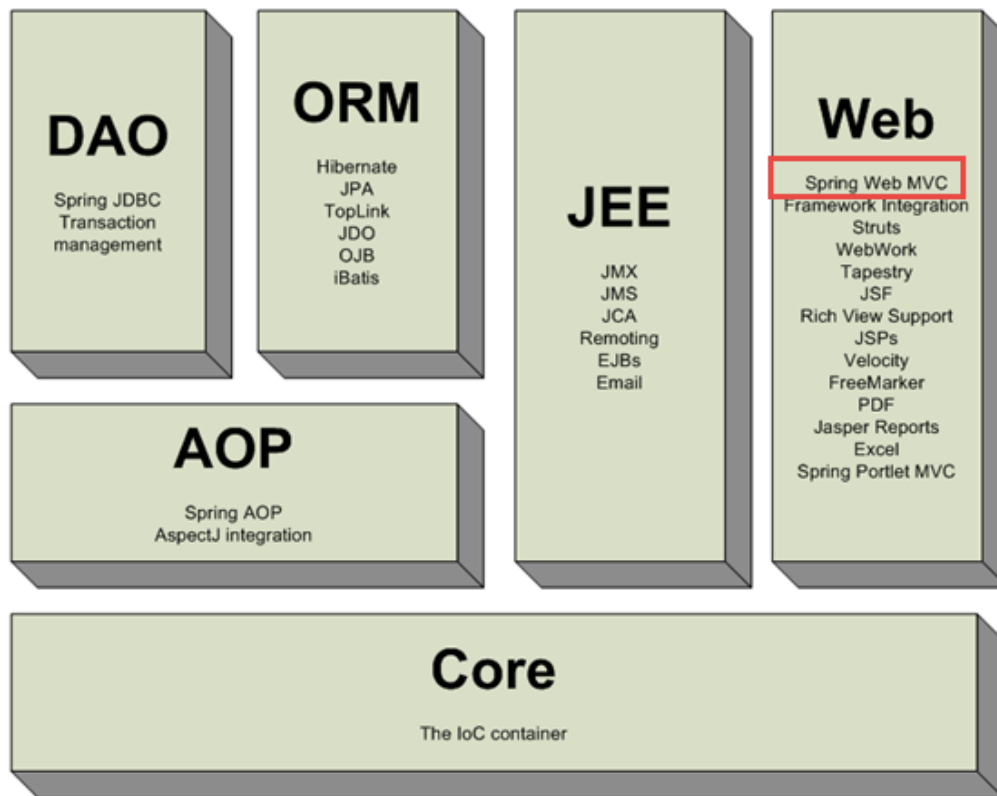 DAO
Spring JDBC
Transaction
management
ORM
Hibernate
JPA
TopLink
JDO
OJB
iBatis
JEE
JMX
JMS
JCA
Remoting
EJBs
Email
Web
Spring Web MVC
Framework Integration
Struts
WebWork
Tapestry
JSF
Rich View Support
JSPs
Velocity
FreeMarker
PDF
Jasper Reports
Excel
Spring Portlet MVC
AOP
Spring AOP
AspectJ integration
Core
The IoC container